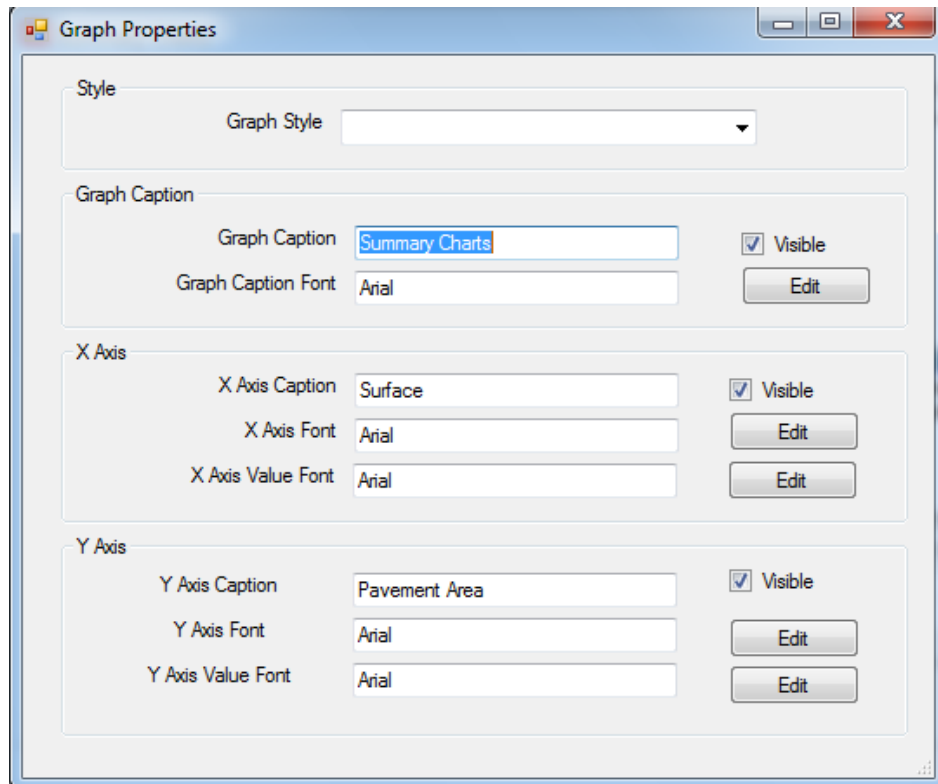 Graph Properties
Style
Graph Style
Graph Caption
Graph Caption Summary Charts Visible
Graph Caption Font Arial Edit
X Axis
X Axis Caption Surface Visible
X Axis Font Arial Edit
X Axis Value Font Arial Edit
Y Axis
Y Axis Caption Pavement Area Visible
Y Axis Font Arial Edit
Y Axis Value Font Arial Edit